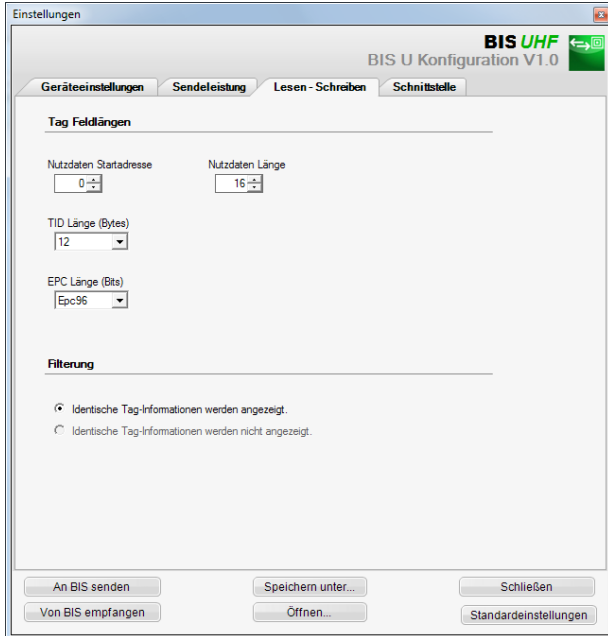 Einstellungen
BIS UHF
BIS U Konfiguration V1.0
Geräteeinstellungen Sendeleistung Lesen - Schreiben Schnittstelle
Tag Feldlängen
Nutzdaten Startadresse Nutzdaten Länge
0 16
TID Länge (Bytes)
12
EPC Länge (Bits)
Epc96
Filterung
Identische Tag-Informationen werden angezeigt.
Identische Tag-Informationen werden nicht angezeigt.
An BIS senden Speichern unter... Schließen
Von BIS empfangen Öffnen... Standardeinstellungen